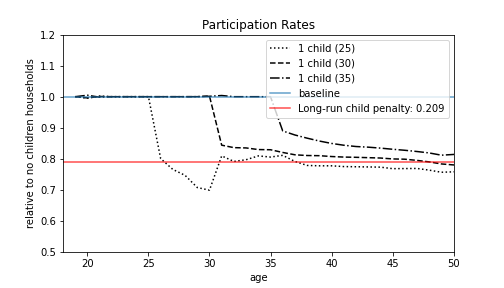 Participation Rates
1.2
1.1
1.0
0.9
0.8
0.7
0.6
0.5
relative to no children households
1 child (25)
1 child (30)
1 child (35)
baseline
Long-run child penalty: 0.209
20 25 30 35 40 45 50
age